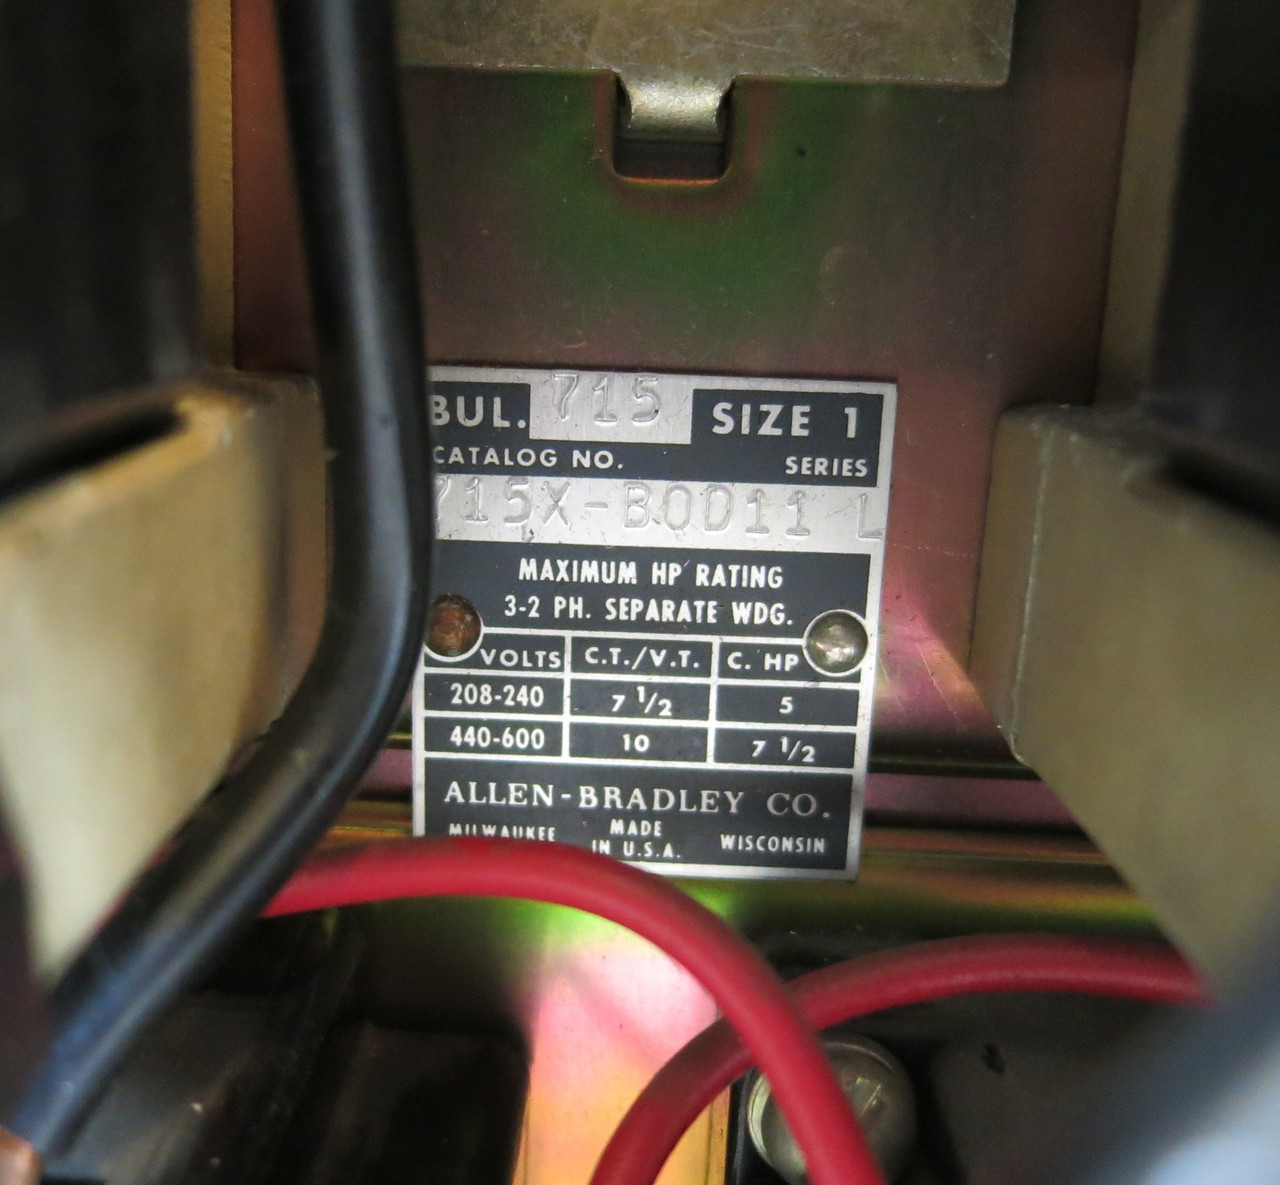 BUL. 715 SIZE 1
CATALOG NO. SERIES
715X-BOD11 L
MAXIMUM HP RATING
3-2 PH. SEPARATE WDG.
VOLTS C.T./V.T. C. HP
208-240 7 1/2 5
440-600 10 7 1/2
ALLEN-BRADLEY CO.
MILWAUKEE MADE IN U.S.A. WISCONSIN